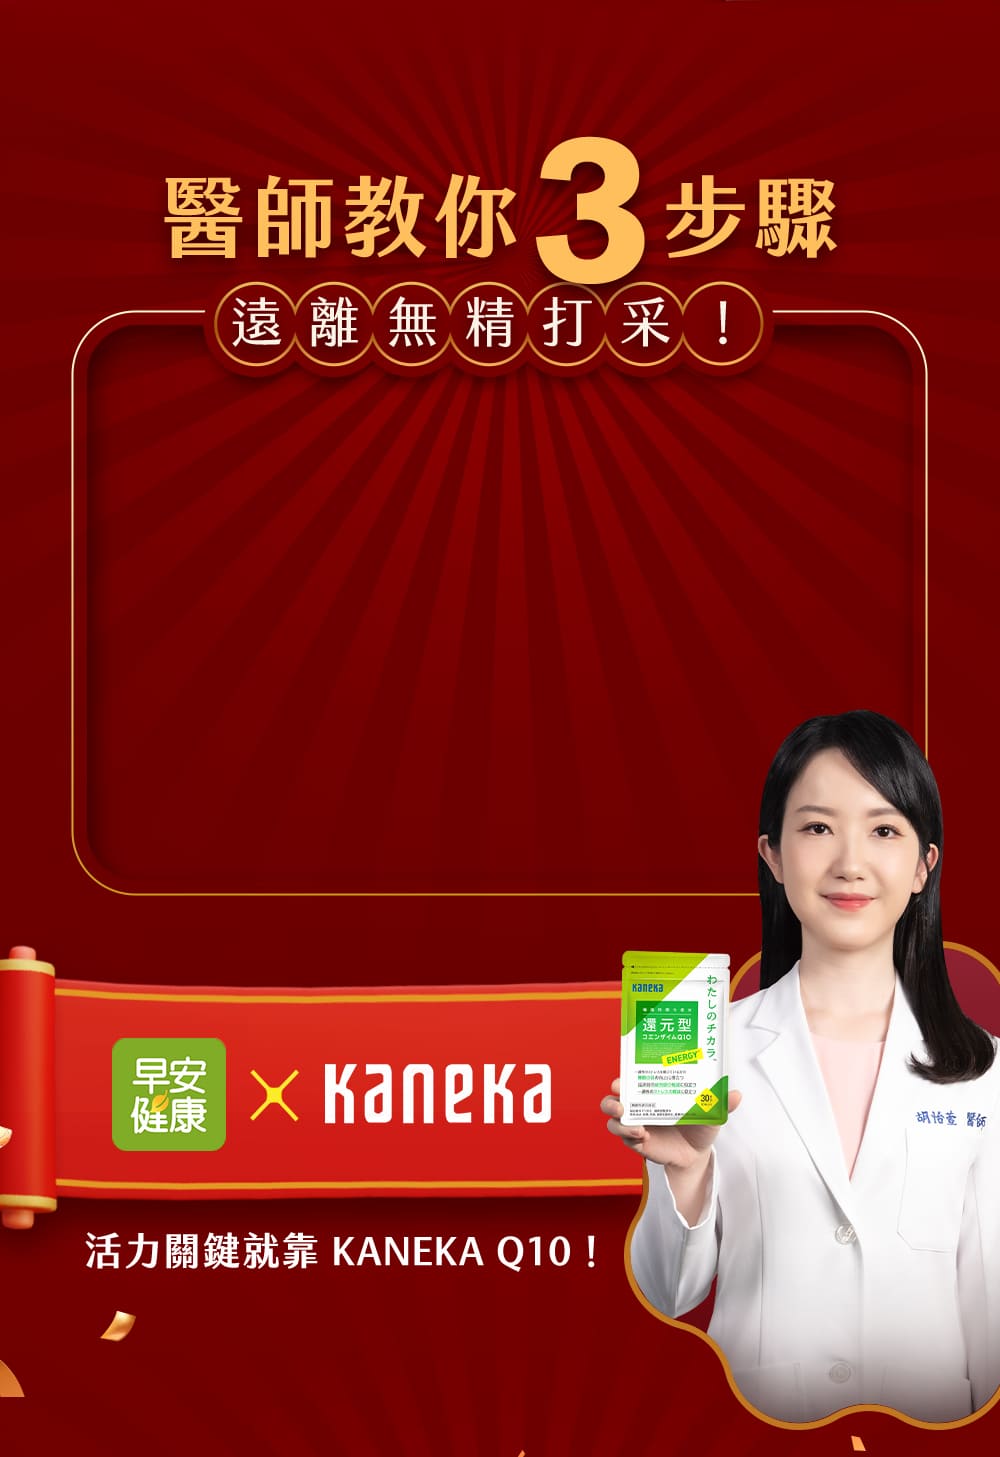 醫師教你3步驟
遠離無精打采！
早安
健康
Kaneka
活力關鍵就靠 KANEKA Q10！
Kaneka
わたしのチカラ
還元型
コエンザイムQ10
ENERGY
30
胡怡萱 醫師